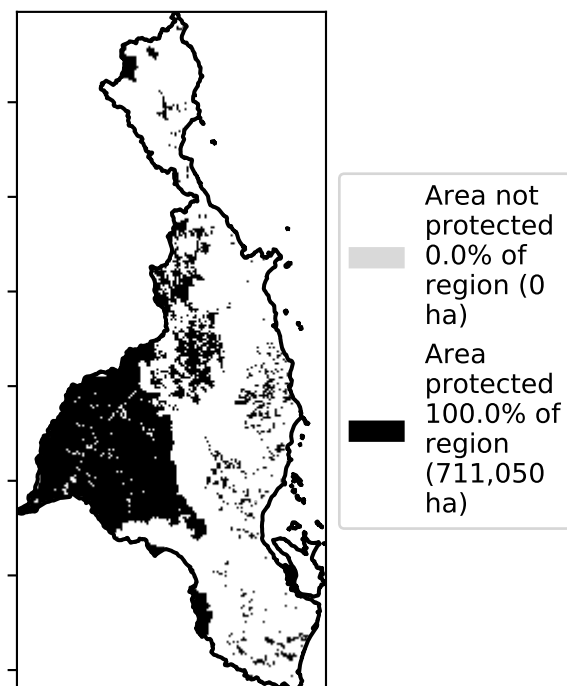 Area not
protected
0.0% of
region (0
ha)
Area
protected
100.0% of
region
(711,050
ha)